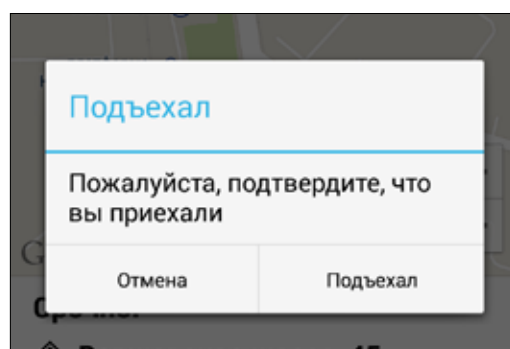 Подъехал
Пожалуйста, подтвердите, что
вы приехали
Отмена
Подъехал